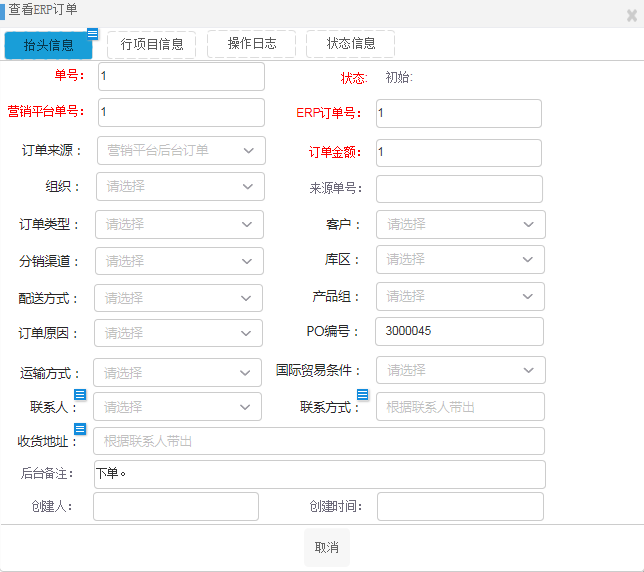 查看ERP订单
抬头信息 行项目信息 操作日志 状态信息
单号: 1 状态: 初始:
营销平台单号: 1 ERP订单号: 1
订单来源: 营销平台后台订单 订单金额: 1
组织: 请选择 来源单号:
订单类型: 请选择 客户: 请选择
分销渠道: 请选择 库区: 请选择
配送方式: 请选择 产品组: 请选择
订单原因: 请选择 PO编号: 3000045
运输方式: 请选择 国际贸易条件: 请选择
联系人: 请选择 联系方式: 根据联系人带出
收货地址: 根据联系人带出
后台备注: 下单。
创建人: 创建时间:
取消